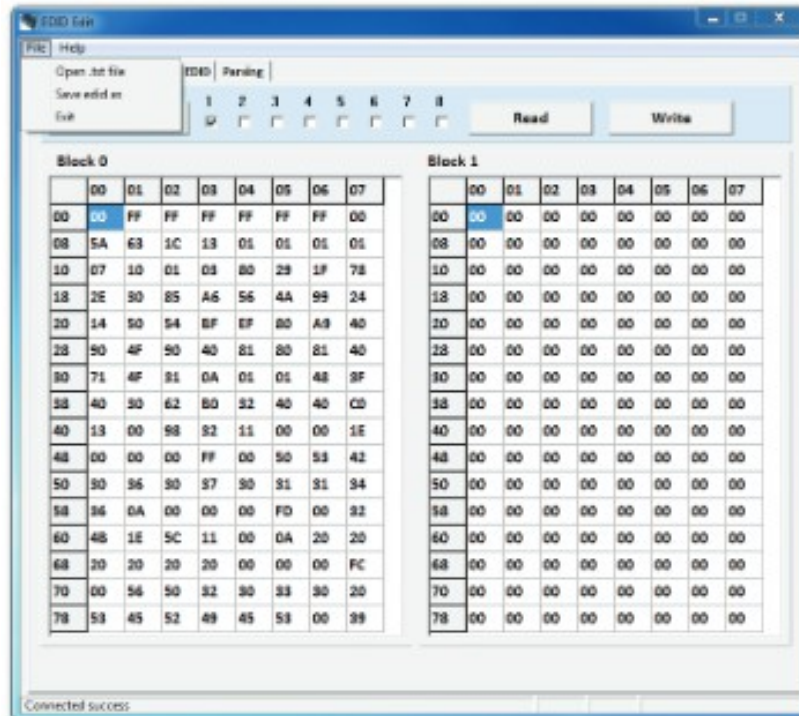 EDID Edit
File Help
Open .txt file
Save edid as
Exit
EDID Parsing
1 2 3 4 5 6 7 8
Read Write
Block 0
00 01 02 03 04 05 06 07
00 00 FF FF FF FF FF FF 00
08 5A 63 1C 13 01 01 01 01
10 07 10 01 03 80 29 1F 78
18 2E 30 85 A6 56 4A 99 24
20 14 50 54 BF EF 80 A9 40
28 90 4F 90 40 81 80 81 40
30 71 4F 31 0A 01 01 48 3F
38 40 30 62 B0 32 40 40 C0
40 13 00 98 32 11 00 00 1E
48 00 00 00 FF 00 50 53 42
50 30 36 30 37 30 31 31 34
58 36 0A 00 00 00 FD 00 32
60 4B 1E 5C 11 00 0A 20 20
68 20 20 20 20 00 00 00 FC
70 00 56 50 32 30 33 30 20
78 53 45 52 49 45 53 00 39
Block 1
00 01 02 03 04 05 06 07
00 00 00 00 00 00 00 00 00
08 00 00 00 00 00 00 00 00
10 00 00 00 00 00 00 00 00
18 00 00 00 00 00 00 00 00
20 00 00 00 00 00 00 00 00
28 00 00 00 00 00 00 00 00
30 00 00 00 00 00 00 00 00
38 00 00 00 00 00 00 00 00
40 00 00 00 00 00 00 00 00
48 00 00 00 00 00 00 00 00
50 00 00 00 00 00 00 00 00
58 00 00 00 00 00 00 00 00
60 00 00 00 00 00 00 00 00
68 00 00 00 00 00 00 00 00
70 00 00 00 00 00 00 00 00
78 00 00 00 00 00 00 00 00
Connected success